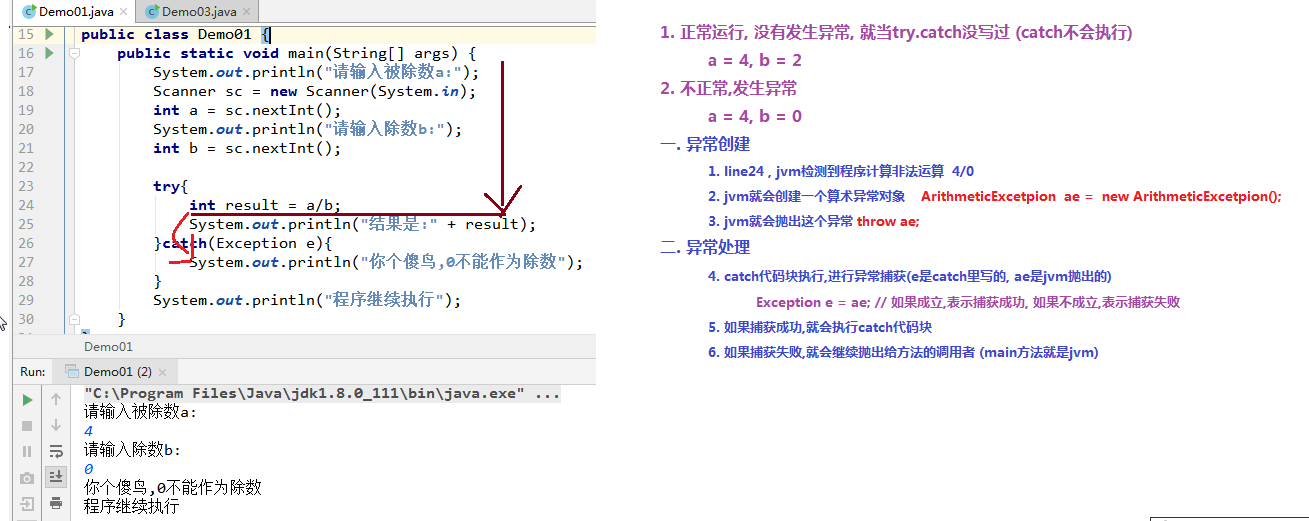 Demo01.java
Demo03.java
15 public class Demo01 {
16 public static void main(String[] args) {
17 System.out.println("请输入被除数a:");
18 Scanner sc = new Scanner(System.in);
19 int a = sc.nextInt();
20 System.out.println("请输入除数b:");
21 int b = sc.nextInt();
22
23 try{
24 int result = a/b;
25 System.out.println("结果是:" + result);
26 }catch(Exception e){
27 System.out.println("你个傻鸟,0不能作为除数");
28 }
29 System.out.println("程序继续执行");
30 }
Demo01
Run: Demo01 (2)
"C:\Program Files\Java\jdk1.8.0_111\bin\java.exe" ...
请输入被除数a:
4
请输入除数b:
0
你个傻鸟,0不能作为除数
程序继续执行
1. 正常运行, 没有发生异常, 就当try.catch没写过 (catch不会执行)
a = 4, b = 2
2. 不正常,发生异常
a = 4, b = 0
一. 异常创建
1. line24 , jvm检测到程序计算非法运算 4/0
2. jvm就会创建一个算术异常对象 ArithmeticExcetpion ae = new ArithmeticExcetpion();
3. jvm就会抛出这个异常 throw ae;
二. 异常处理
4. catch代码块执行,进行异常捕获(e是catch里写的, ae是jvm抛出的)
Exception e = ae; // 如果成立,表示捕获成功, 如果不成立,表示捕获失败
5. 如果捕获成功,就会执行catch代码块
6. 如果捕获失败,就会继续抛出给方法的调用者 (main方法就是jvm)